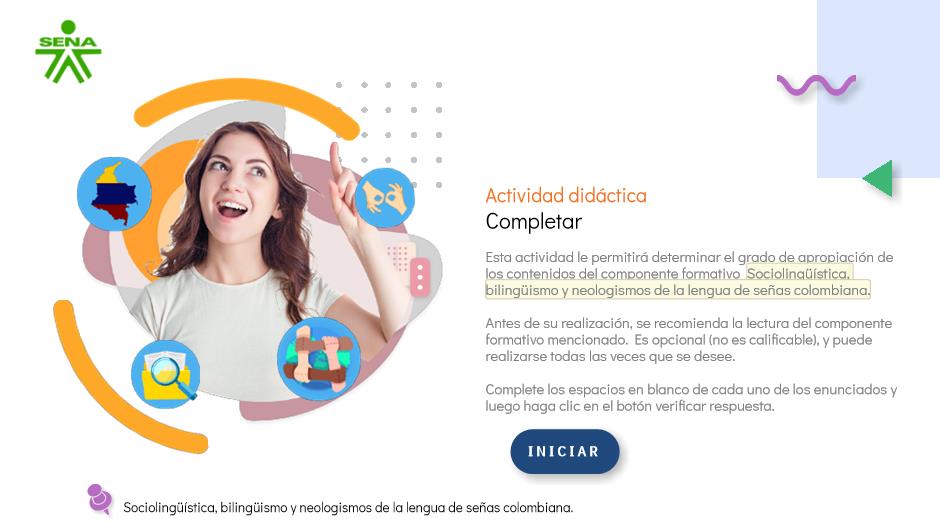 SENA
Actividad didáctica
Completar
Esta actividad le permitirá determinar el grado de apropiación de
los contenidos del componente formativo Sociolingüística,
bilingüismo y neologismos de la lengua de señas colombiana.
Antes de su realización, se recomienda la lectura del componente
formativo mencionado. Es opcional (no es calificable), y puede
realizarse todas las veces que se desee.
Complete los espacios en blanco de cada uno de los enunciados y
luego haga clic en el botón verificar respuesta.
INICIAR
Sociolingüística, bilingüismo y neologismos de la lengua de señas colombiana.